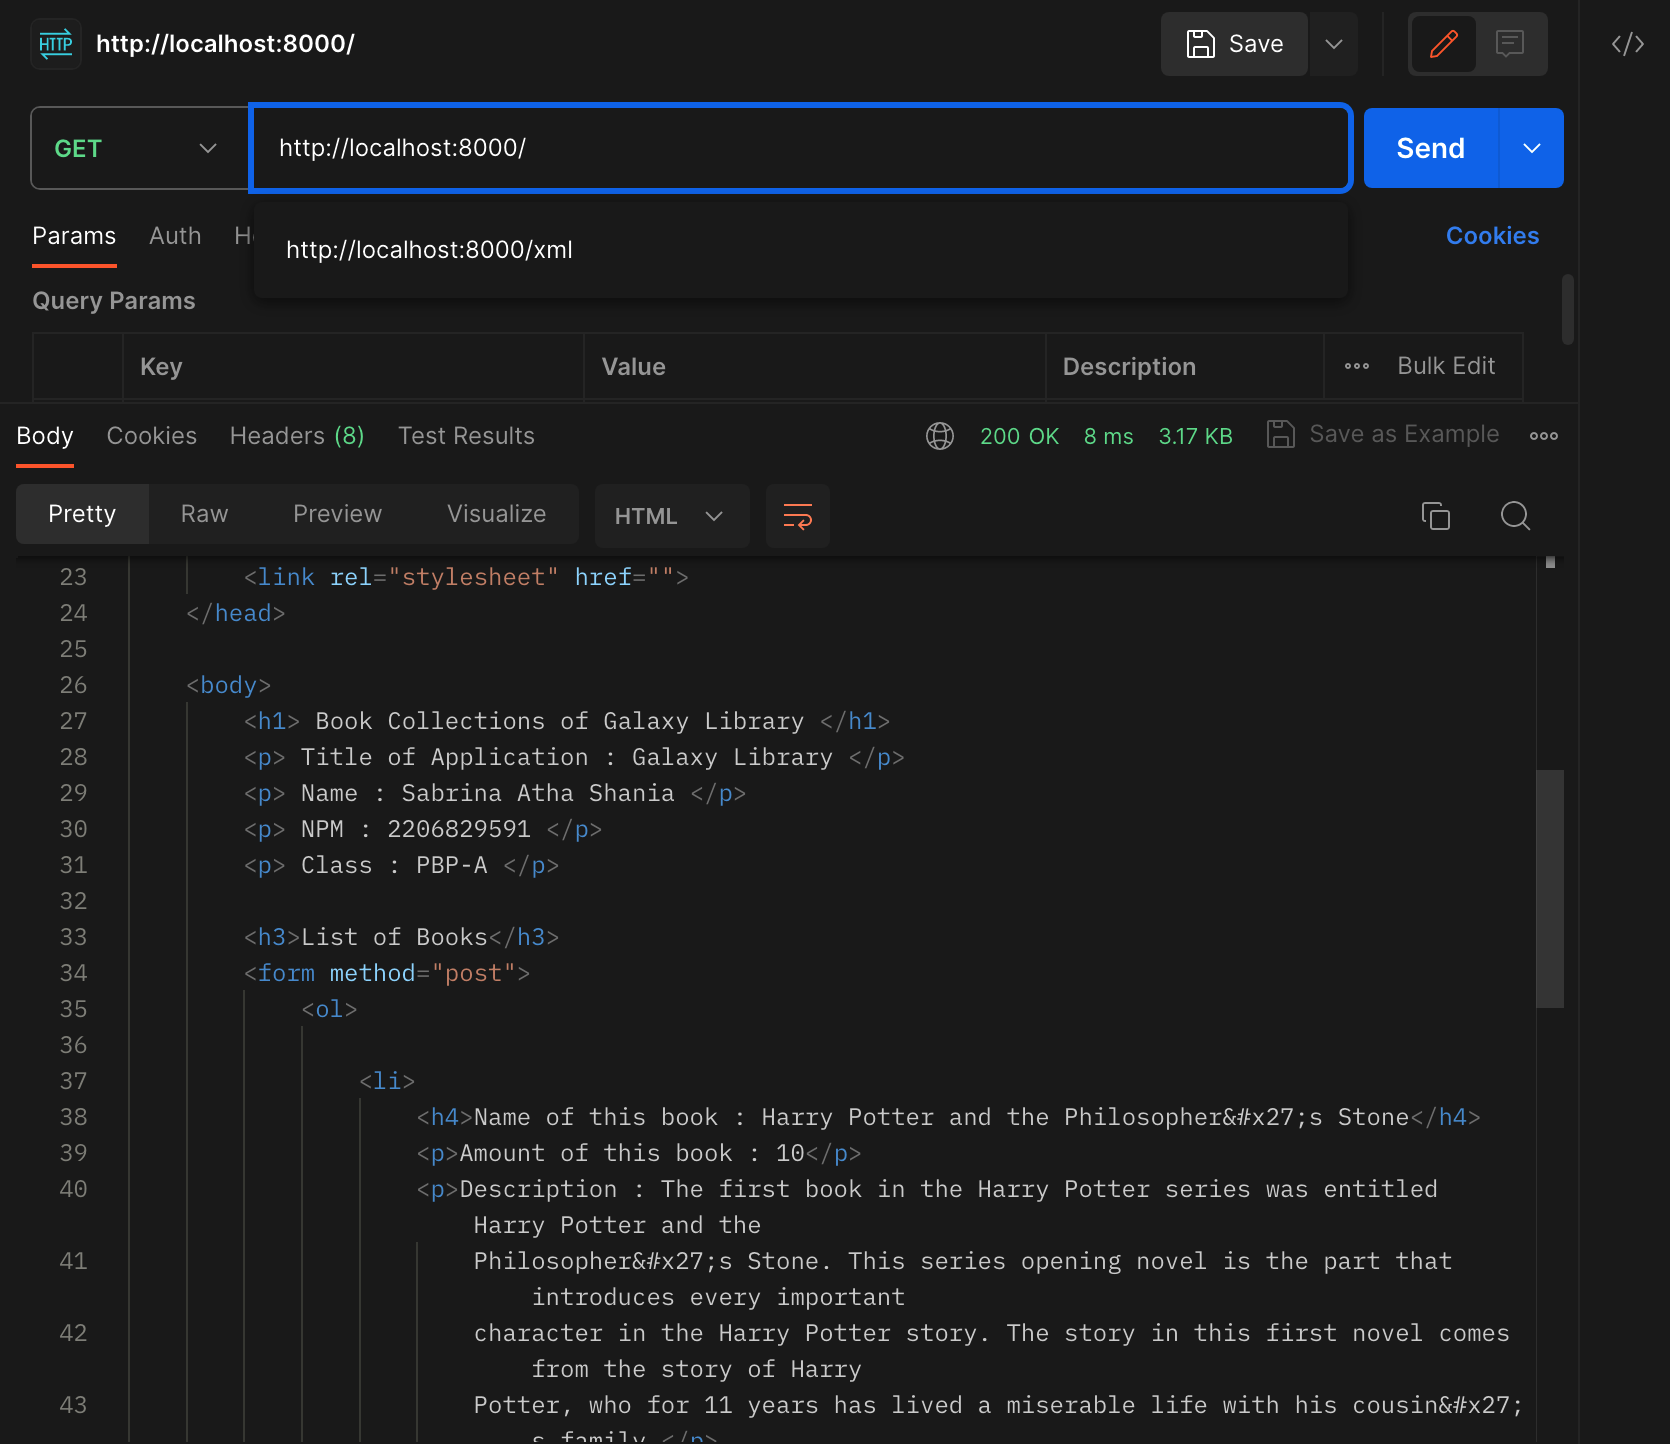 HTTP http://localhost:8000/ Save </>
GET http://localhost:8000/ Send
http://localhost:8000/xml
Params Auth Cookies
Query Params
Key Value Description Bulk Edit
Body Cookies Headers (8) Test Results 200 OK 8 ms 3.17 KB Save as Example
Pretty Raw Preview Visualize HTML
23 <link rel="stylesheet" href="">
24 </head>
25
26 <body>
27 <h1> Book Collections of Galaxy Library </h1>
28 <p> Title of Application : Galaxy Library </p>
29 <p> Name : Sabrina Atha Shania </p>
30 <p> NPM : 2206829591 </p>
31 <p> Class : PBP-A </p>
32
33 <h3>List of Books</h3>
34 <form method="post">
35 <ol>
36
37 <li>
38 <h4>Name of this book : Harry Potter and the Philosopher&#x27;s Stone</h4>
39 <p>Amount of this book : 10</p>
40 <p>Description : The first book in the Harry Potter series was entitled
Harry Potter and the
41 Philosopher&#x27;s Stone. This series opening novel is the part that
introduces every important
42 character in the Harry Potter story. The story in this first novel comes
from the story of Harry
43 Potter, who for 11 years has lived a miserable life with his cousin&#x27;
s family.</p>